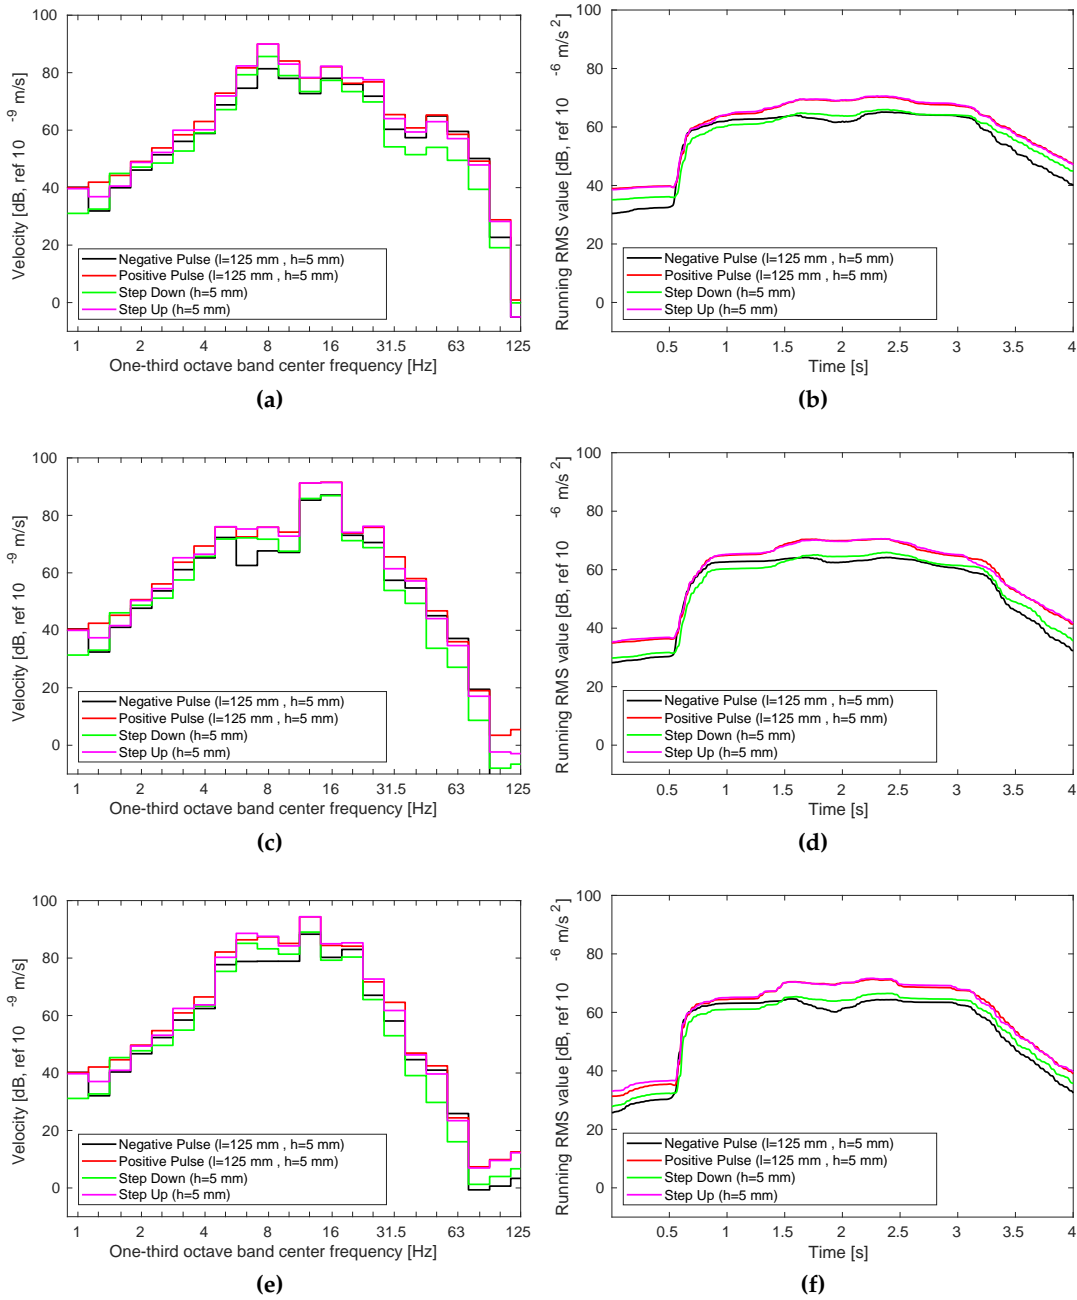 100
80
60
40
20
0
Velocity [dB, ref 10 -9 m/s]
Negative Pulse (l=125 mm , h=5 mm)
Positive Pulse (l=125 mm , h=5 mm)
Step Down (h=5 mm)
Step Up (h=5 mm)
1 2 4 8 16 31.5 63 125
One-third octave band center frequency [Hz]
(a)
100
80
60
40
20
0
Running RMS value [dB, ref 10 -6 m/s 2]
Negative Pulse (l=125 mm , h=5 mm)
Positive Pulse (l=125 mm , h=5 mm)
Step Down (h=5 mm)
Step Up (h=5 mm)
0.5 1 1.5 2 2.5 3 3.5 4
Time [s]
(b)
100
80
60
40
20
0
Velocity [dB, ref 10 -9 m/s]
Negative Pulse (l=125 mm , h=5 mm)
Positive Pulse (l=125 mm , h=5 mm)
Step Down (h=5 mm)
Step Up (h=5 mm)
1 2 4 8 16 31.5 63 125
One-third octave band center frequency [Hz]
(c)
100
80
60
40
20
0
Running RMS value [dB, ref 10 -6 m/s 2]
Negative Pulse (l=125 mm , h=5 mm)
Positive Pulse (l=125 mm , h=5 mm)
Step Down (h=5 mm)
Step Up (h=5 mm)
0.5 1 1.5 2 2.5 3 3.5 4
Time [s]
(d)
100
80
60
40
20
0
Velocity [dB, ref 10 -9 m/s]
Negative Pulse (l=125 mm , h=5 mm)
Positive Pulse (l=125 mm , h=5 mm)
Step Down (h=5 mm)
Step Up (h=5 mm)
1 2 4 8 16 31.5 63 125
One-third octave band center frequency [Hz]
(e)
100
80
60
40
20
0
Running RMS value [dB, ref 10 -6 m/s 2]
Negative Pulse (l=125 mm , h=5 mm)
Positive Pulse (l=125 mm , h=5 mm)
Step Down (h=5 mm)
Step Up (h=5 mm)
0.5 1 1.5 2 2.5 3 3.5 4
Time [s]
(f)